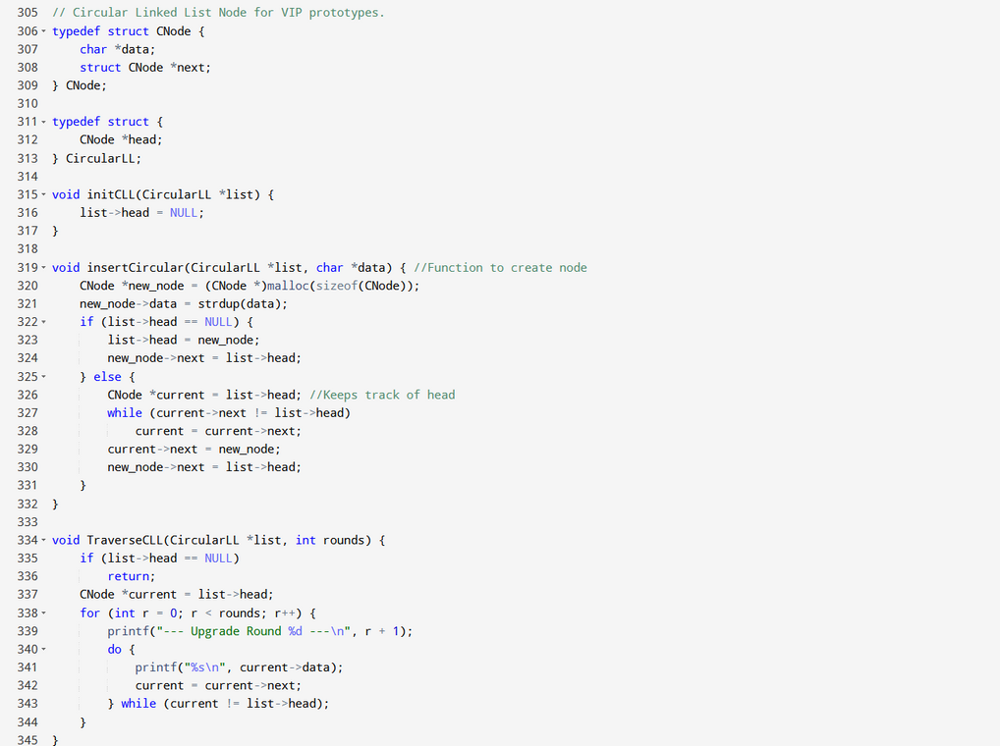 305 // Circular Linked List Node for VIP prototypes.
306 typedef struct CNode {
307     char *data;
308     struct CNode *next;
309 } CNode;
310
311 typedef struct {
312     CNode *head;
313 } CircularLL;
314
315 void initCLL(CircularLL *list) {
316     list->head = NULL;
317 }
318
319 void insertCircular(CircularLL *list, char *data) { //Function to create node
320     CNode *new_node = (CNode *)malloc(sizeof(CNode));
321     new_node->data = strdup(data);
322     if (list->head == NULL) {
323         list->head = new_node;
324         new_node->next = list->head;
325     } else {
326         CNode *current = list->head; //Keeps track of head
327         while (current->next != list->head)
328             current = current->next;
329         current->next = new_node;
330         new_node->next = list->head;
331     }
332 }
333
334 void TraverseCLL(CircularLL *list, int rounds) {
335     if (list->head == NULL)
336         return;
337     CNode *current = list->head;
338     for (int r = 0; r < rounds; r++) {
339         printf("--- Upgrade Round %d ---\n", r + 1);
340         do {
341             printf("%s\n", current->data);
342             current = current->next;
343         } while (current != list->head);
344     }
345 }